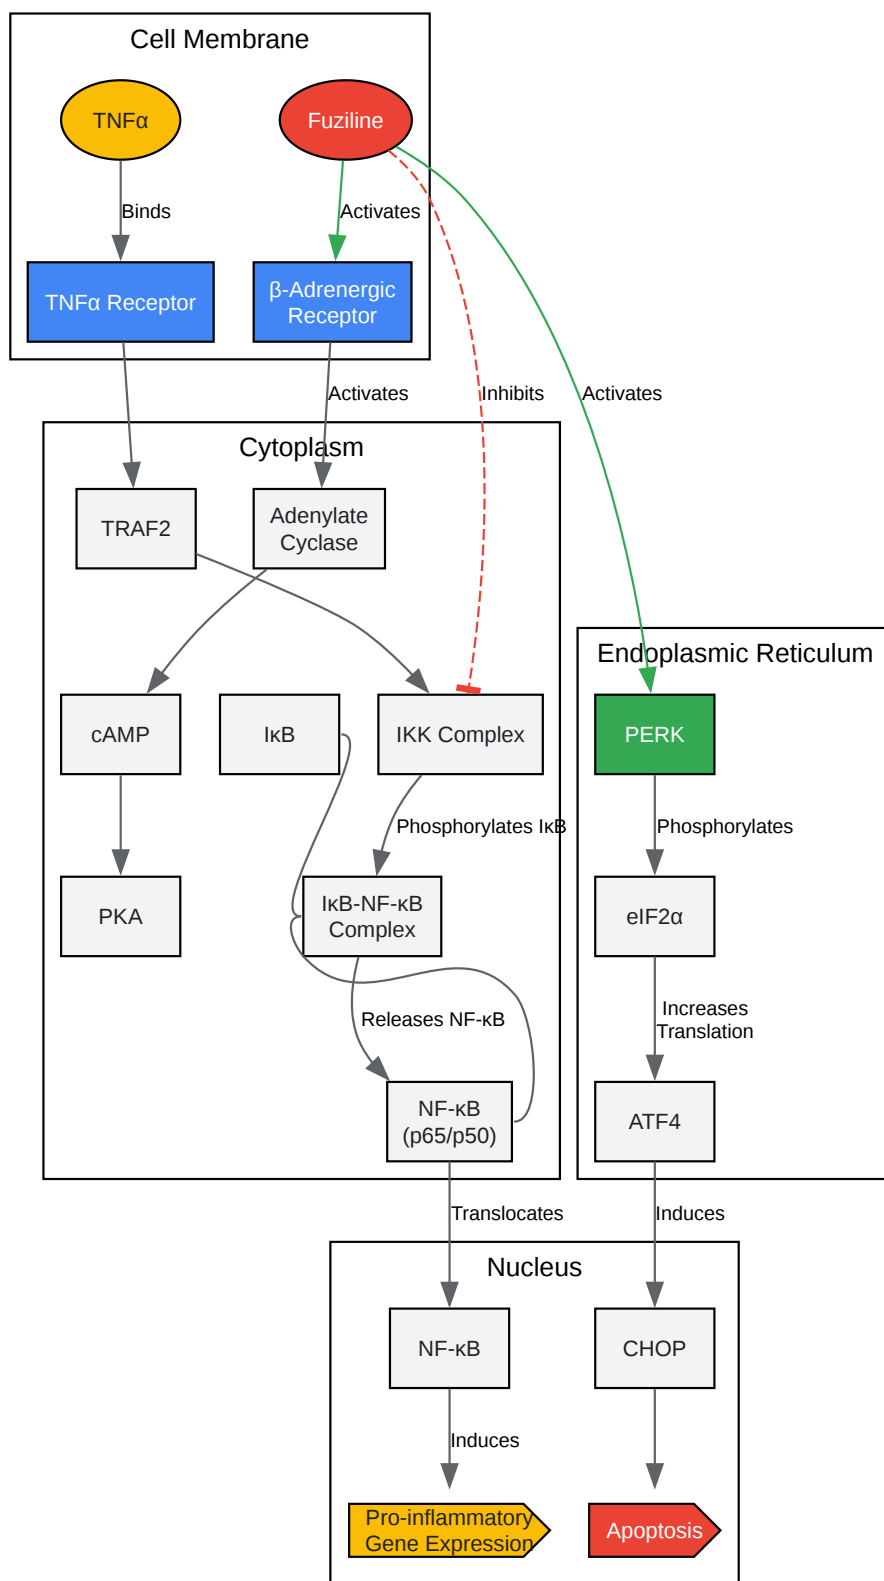 Cell Membrane
TNFα
Fuziline
Binds
Activates
TNFα Receptor
β-Adrenergic
Receptor
Activates
Inhibits
Activates
Cytoplasm
TRAF2
Adenylate
Cyclase
Endoplasmic Reticulum
cAMP
IκB
IKK Complex
PERK
Phosphorylates IκB
Phosphorylates
PKA
IκB-NF-κB
Complex
eIF2α
Releases NF-κB
Increases
Translation
NF-κB
(p65/p50)
ATF4
Translocates
Induces
Nucleus
NF-κB
CHOP
Induces
Pro-inflammatory
Gene Expression
Apoptosis